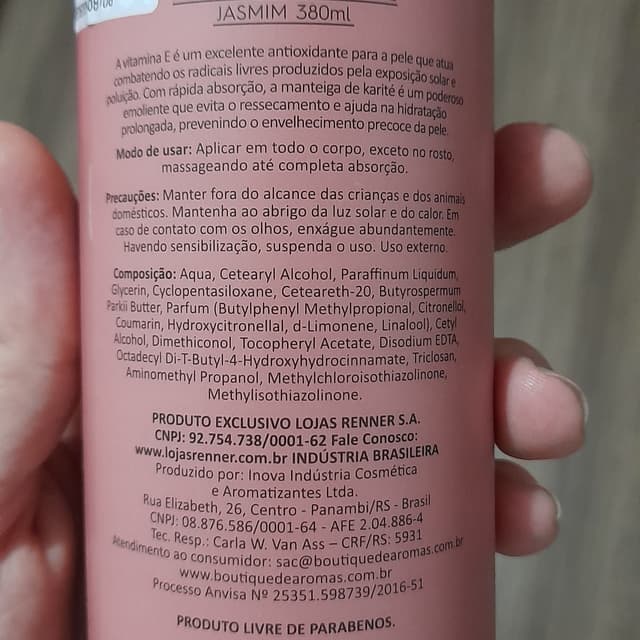 JASMIM 380ml
A vitamina E é um excelente antioxidante para a pele que atua
combatendo os radicais livres produzidos pela exposição solar e
poluição. Com rápida absorção, a manteiga de karité é um poderoso
emoliente que evita o ressecamento e ajuda na hidratação
prolongada, prevenindo o envelhecimento precoce da pele.
Modo de usar: Aplicar em todo o corpo, exceto no rosto,
massageando até completa absorção.
Precauções: Manter fora do alcance das crianças e dos animais
domésticos. Mantenha ao abrigo da luz solar e do calor. Em
caso de contato com os olhos, enxágue abundantemente.
Havendo sensibilização, suspenda o uso. Uso externo.
Composição: Aqua, Cetearyl Alcohol, Paraffinum Liquidum,
Glycerin, Cyclopentasiloxane, Ceteareth-20, Butyrospermum
Parkii Butter, Parfum (Butylphenyl Methylpropional, Citronellol,
Coumarin, Hydroxycitronellal, d-Limonene, Linalool), Cetyl
Alcohol, Dimethiconol, Tocopheryl Acetate, Disodium EDTA,
Octadecyl Di-T-Butyl-4-Hydroxyhydrocinnamate, Triclosan,
Aminomethyl Propanol, Methylchloroisothiazolinone,
Methylisothiazolinone.
PRODUTO EXCLUSIVO LOJAS RENNER S.A.
CNPJ: 92.754.738/0001-62 Fale Conosco:
www.lojasrenner.com.br INDÚSTRIA BRASILEIRA
Produzido por: Inova Indústria Cosmética
e Aromatizantes Ltda.
Rua Elizabeth, 26, Centro - Panambi/RS - Brasil
CNPJ: 08.876.586/0001-64 - AFE 2.04.886-4
Tec. Resp.: Carla W. Van Ass – CRF/RS: 5931
Atendimento ao consumidor: sac@boutiquedearomas.com.br
www.boutiquedearomas.com.br
Processo Anvisa Nº 25351.598739/2016-51
PRODUTO LIVRE DE PARABENOS.